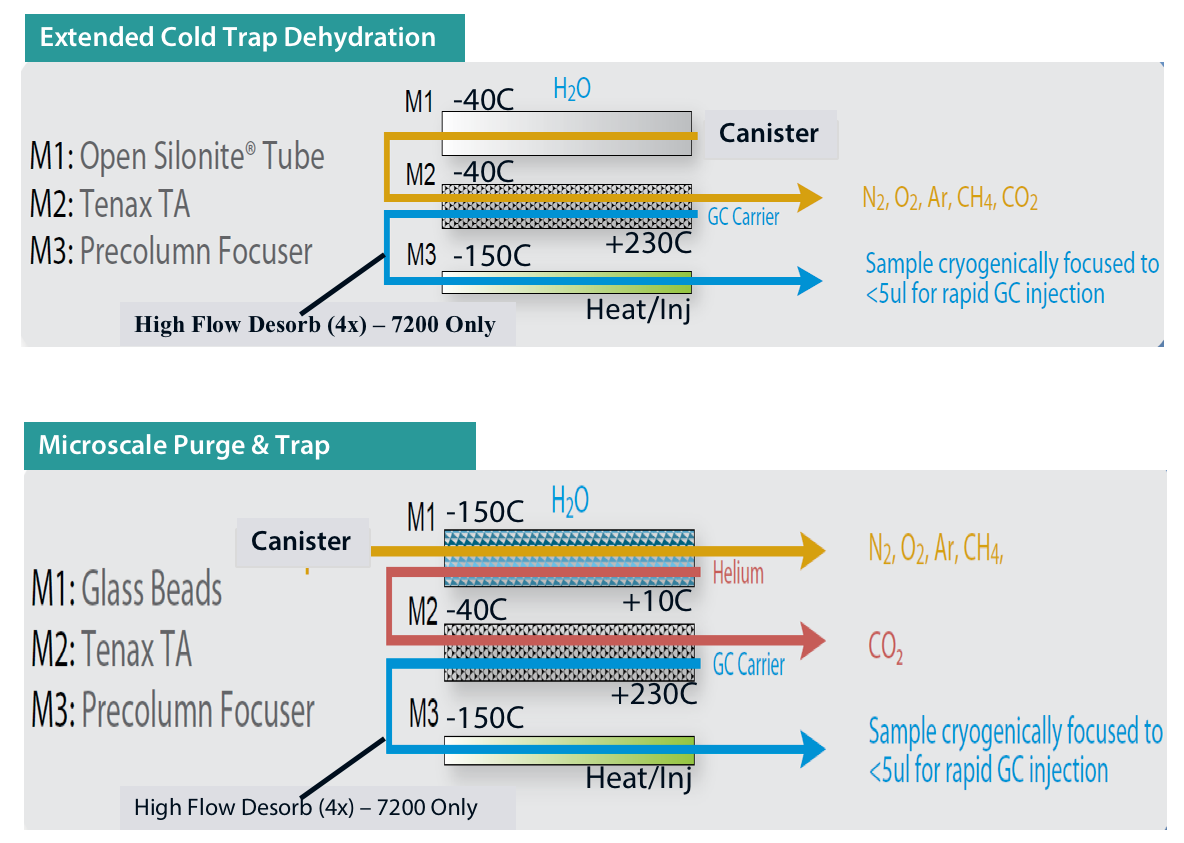 Extended Cold Trap Dehydration
M1 -40C H₂O
Canister
M1: Open Silonite® Tube
M2 -40C
M2: Tenax TA
N₂, O₂, Ar, CH₄, CO₂
GC Carrier
M3: Precolumn Focuser
M3 -150C +230C
Sample cryogenically focused to
<5ul for rapid GC injection
Heat/Inj
High Flow Desorb (4x) – 7200 Only
Microscale Purge & Trap
M1 -150C H₂O
Canister
N₂, O₂, Ar, CH₄,
Helium
M1: Glass Beads
M2 -40C +10C
M2: Tenax TA
CO₂
GC Carrier
+230C
M3: Precolumn Focuser
M3 -150C
Sample cryogenically focused to
<5ul for rapid GC injection
Heat/Inj
High Flow Desorb (4x) – 7200 Only